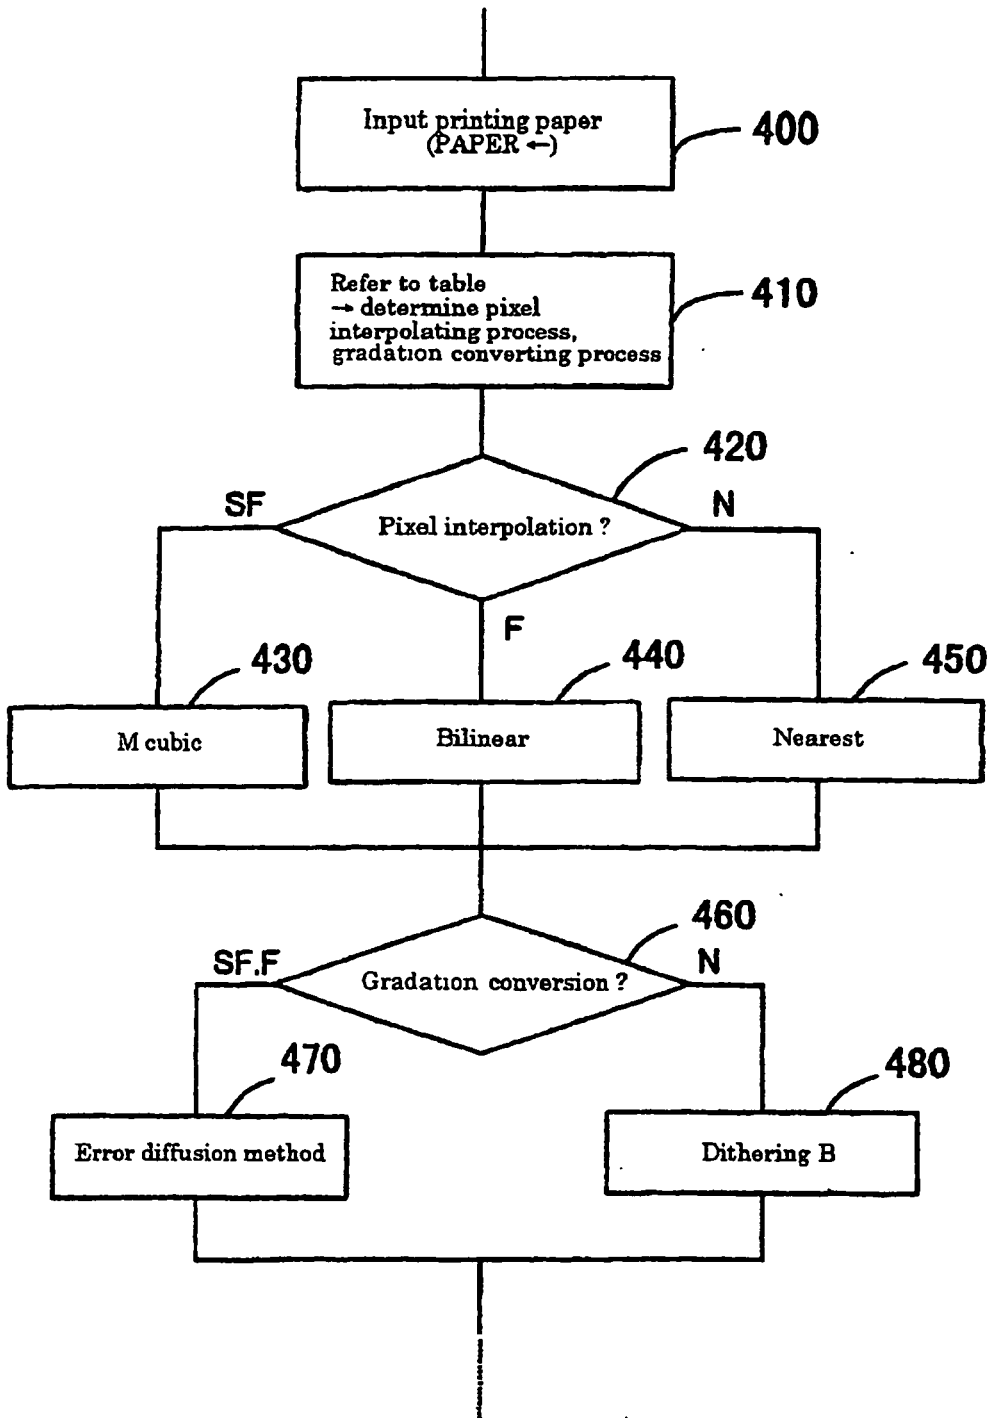 Input printing paper
(PAPER ←)
400
Refer to table
→ determine pixel
interpolating process,
gradation converting process
410
420
SF
N
Pixel interpolation ?
F
430
440
450
M cubic
Bilinear
Nearest
460
SF.F
N
Gradation conversion ?
470
480
Error diffusion method
Dithering B